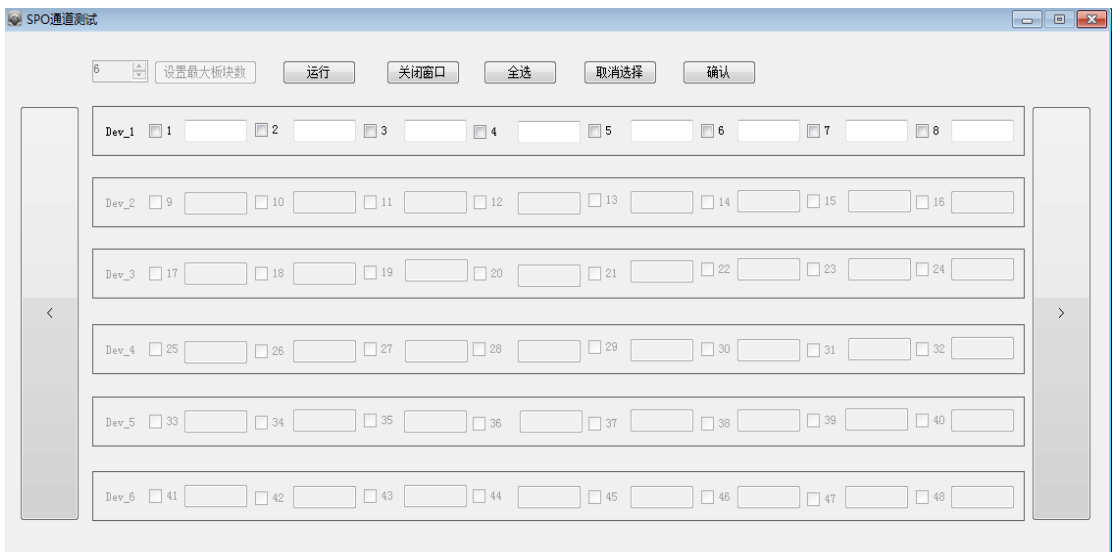 SPO通道测试
6 设置最大板块数 运行 关闭窗口 全选 取消选择 确认
Dev_1 1 2 3 4 5 6 7 8
Dev_2 9 10 11 12 13 14 15 16
Dev_3 17 18 19 20 21 22 23 24
< >
Dev_4 25 26 27 28 29 30 31 32
Dev_5 33 34 35 36 37 38 39 40
Dev_6 41 42 43 44 45 46 47 48